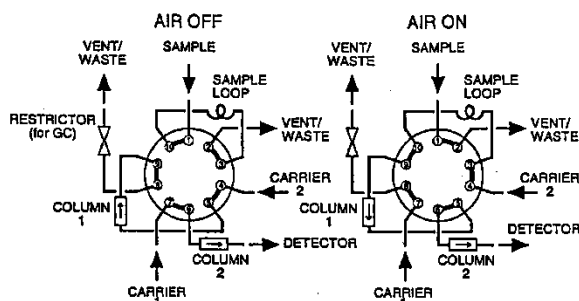 AIR OFF
VENT/
WASTE
SAMPLE
SAMPLE
LOOP
RESTRICTOR
(for GC)
VENT/
WASTE
CARRIER
2
COLUMN
1
DETECTOR
COLUMN
2
CARRIER
AIR ON
VENT/
WASTE
SAMPLE
SAMPLE
LOOP
VENT/
WASTE
CARRIER
2
COLUMN
1
DETECTOR
COLUMN
2
CARRIER